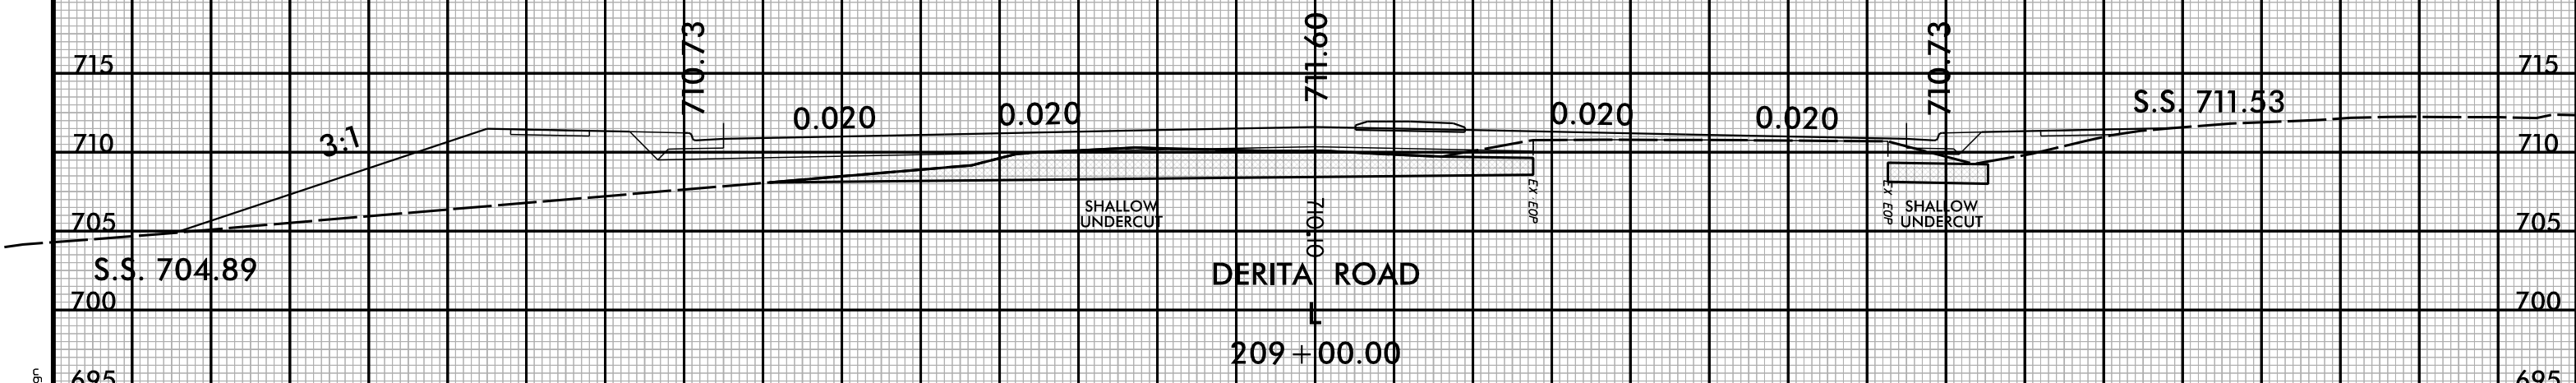 710.73
711.60
710.73
715
715
0.020
0.020
0.020
0.020
S.S. 711.53
3:1
710
710
EX EOP
EX EOP
SHALLOW
UNDERCUT
SHALLOW
UNDERCUT
705
705
710.10
S.S. 704.89
DERITA ROAD
700
700
L
209+00.00
695
695